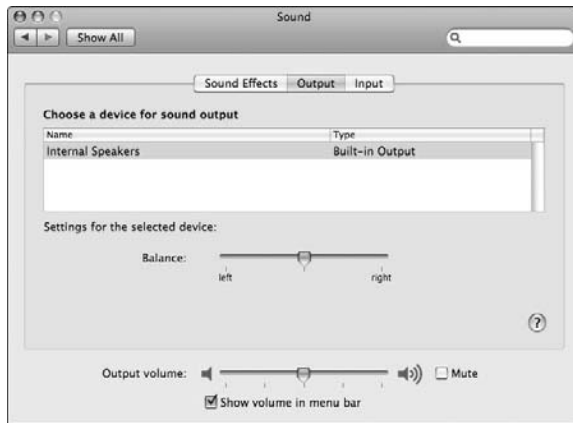 Sound
Show All
Sound Effects Output Input
Choose a device for sound output
Name Type
Internal Speakers Built-in Output
Settings for the selected device:
Balance:
left right
?
Output volume: Mute
Show volume in menu bar